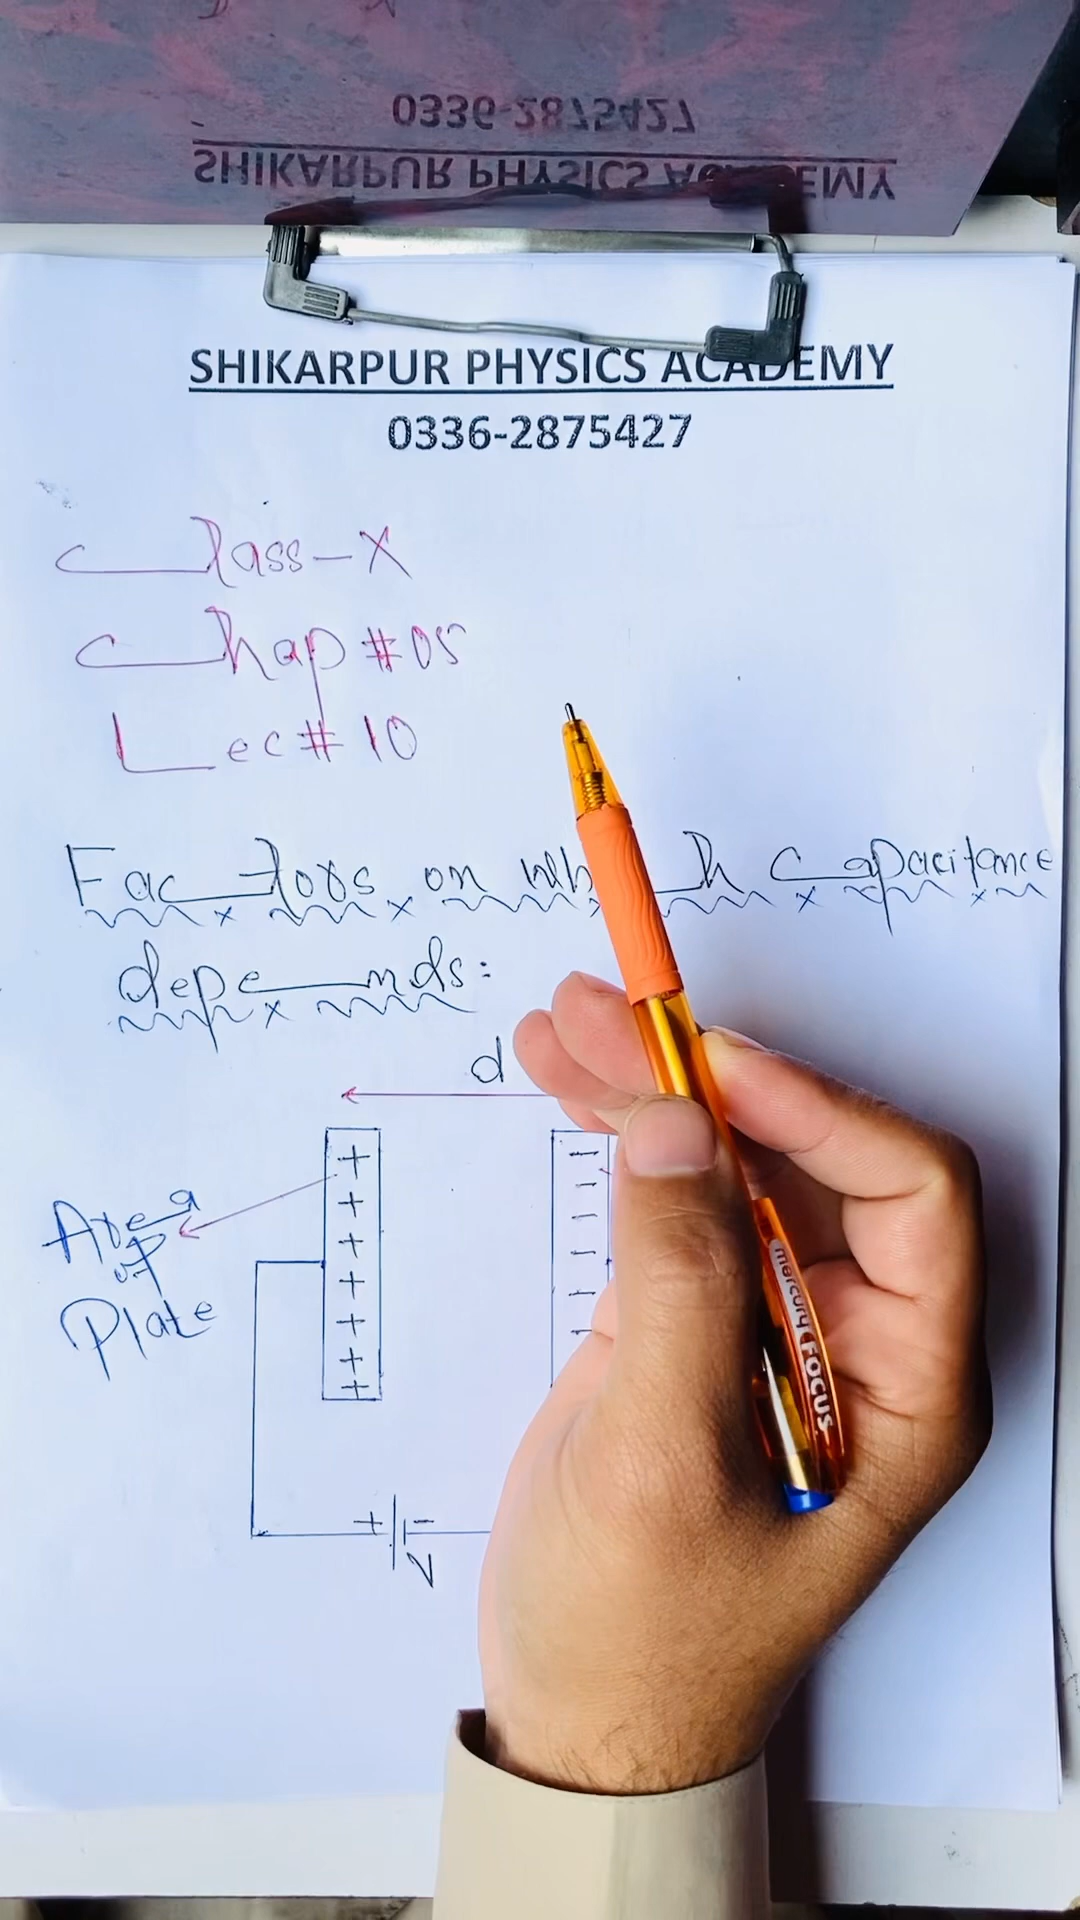 0336-2875427
SHIKARPUR PHYSICS ACADEMY
SHIKARPUR PHYSICS ACADEMY
0336-2875427
Class-X
Chap #05
Lec# 10
Factors on which Capacitance
depends:
d
Area
of
Plate
+
+
+
+
+
+
+
−
−
−
−
−
−
+ −
V
mercury FOCUS